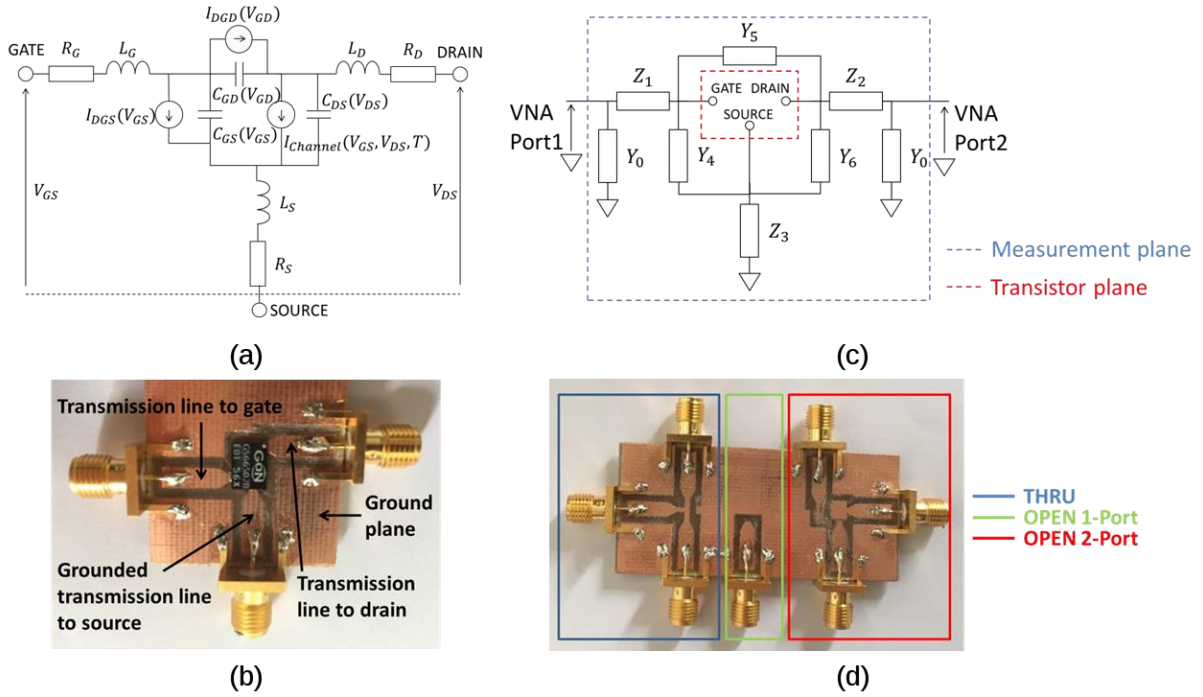 (a)
I_DGD(V_GD)
GATE
R_G
L_G
L_D
R_D
DRAIN
C_GD(V_GD)
C_DS(V_DS)
I_DGS(V_GS)
C_GS(V_GS)
I_Channel(V_GS, V_DS, T)
V_GS
V_DS
L_S
R_S
SOURCE
(a)
(c)
Y_5
Z_1
Z_2
GATE DRAIN
SOURCE
VNA
Port1
VNA
Port2
Y_0
Y_4
Y_6
Y_0
Z_3
Measurement plane
Transistor plane
(c)
Transmission line to gate
GaN
Ground
plane
Grounded
transmission line
to source
Transmission
line to drain
(b)
THRU
OPEN 1-Port
OPEN 2-Port
(d)